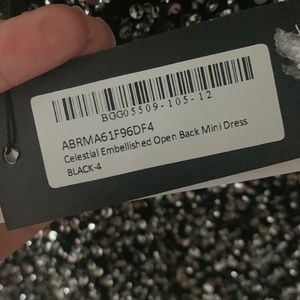 BGG05509-105-12
ABRMA61F96DF4
Celestial Embellished Open Back Mini Dress
BLACK-4